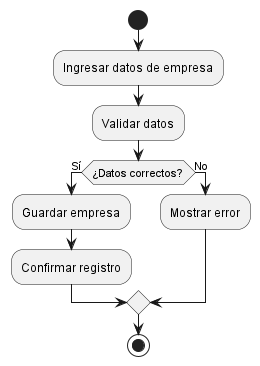 Ingresar datos de empresa
Validar datos
¿Datos correctos?
Sí
No
Guardar empresa
Mostrar error
Confirmar registro